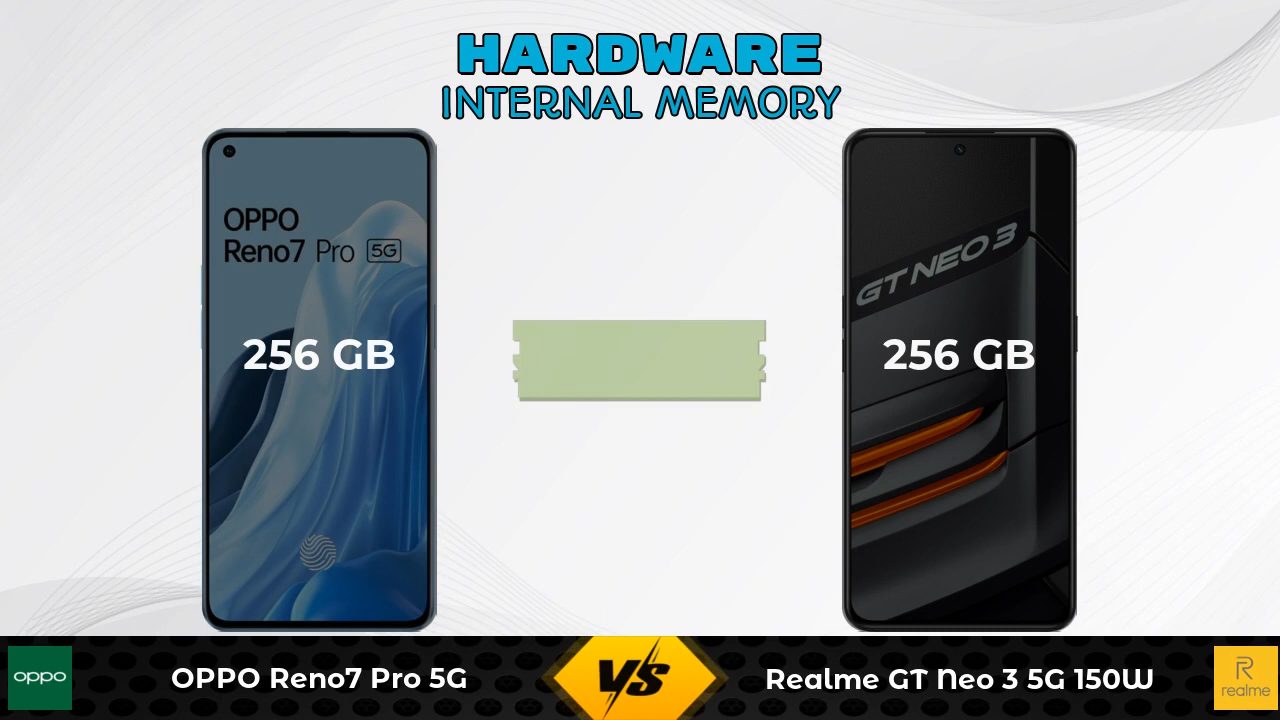 HARDWARE
INTERNAL MEMORY
OPPO
Reno7 Pro 5G
256 GB
GT NEO 3
256 GB
oppo
OPPO Reno7 Pro 5G
VS
Realme GT Neo 3 5G 150W
R
realme